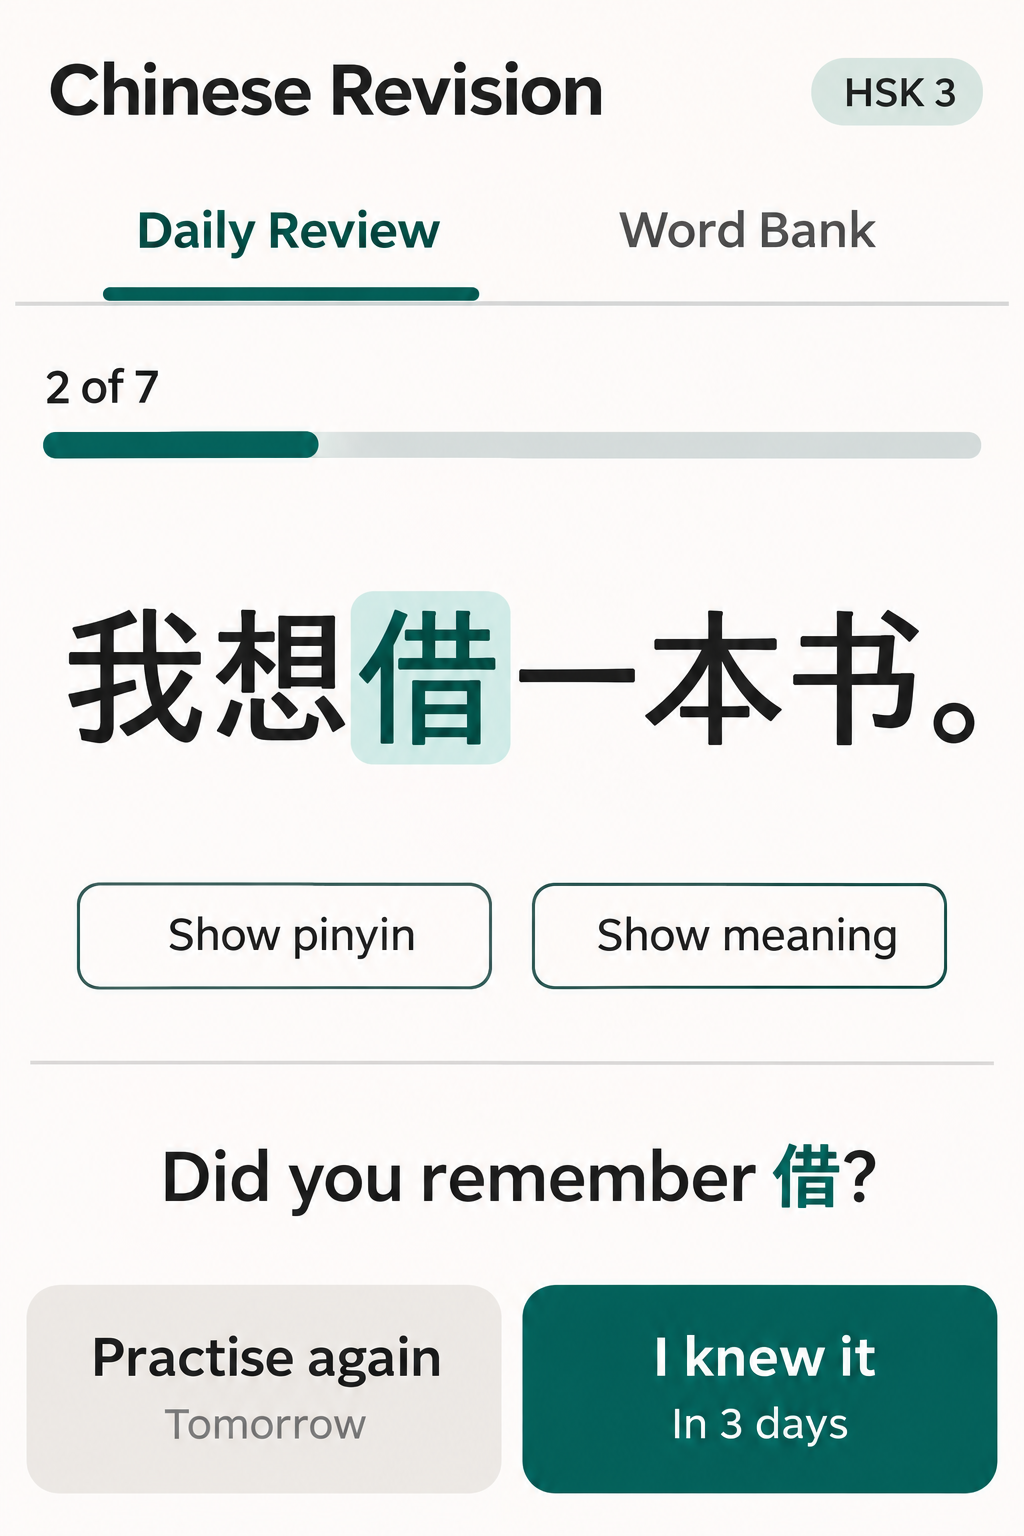 Chinese Revision
HSK 3
Daily Review
Word Bank
2 of 7
我想借一本书。
Show pinyin
Show meaning
Did you remember 借?
Practise again
Tomorrow
I knew it
In 3 days